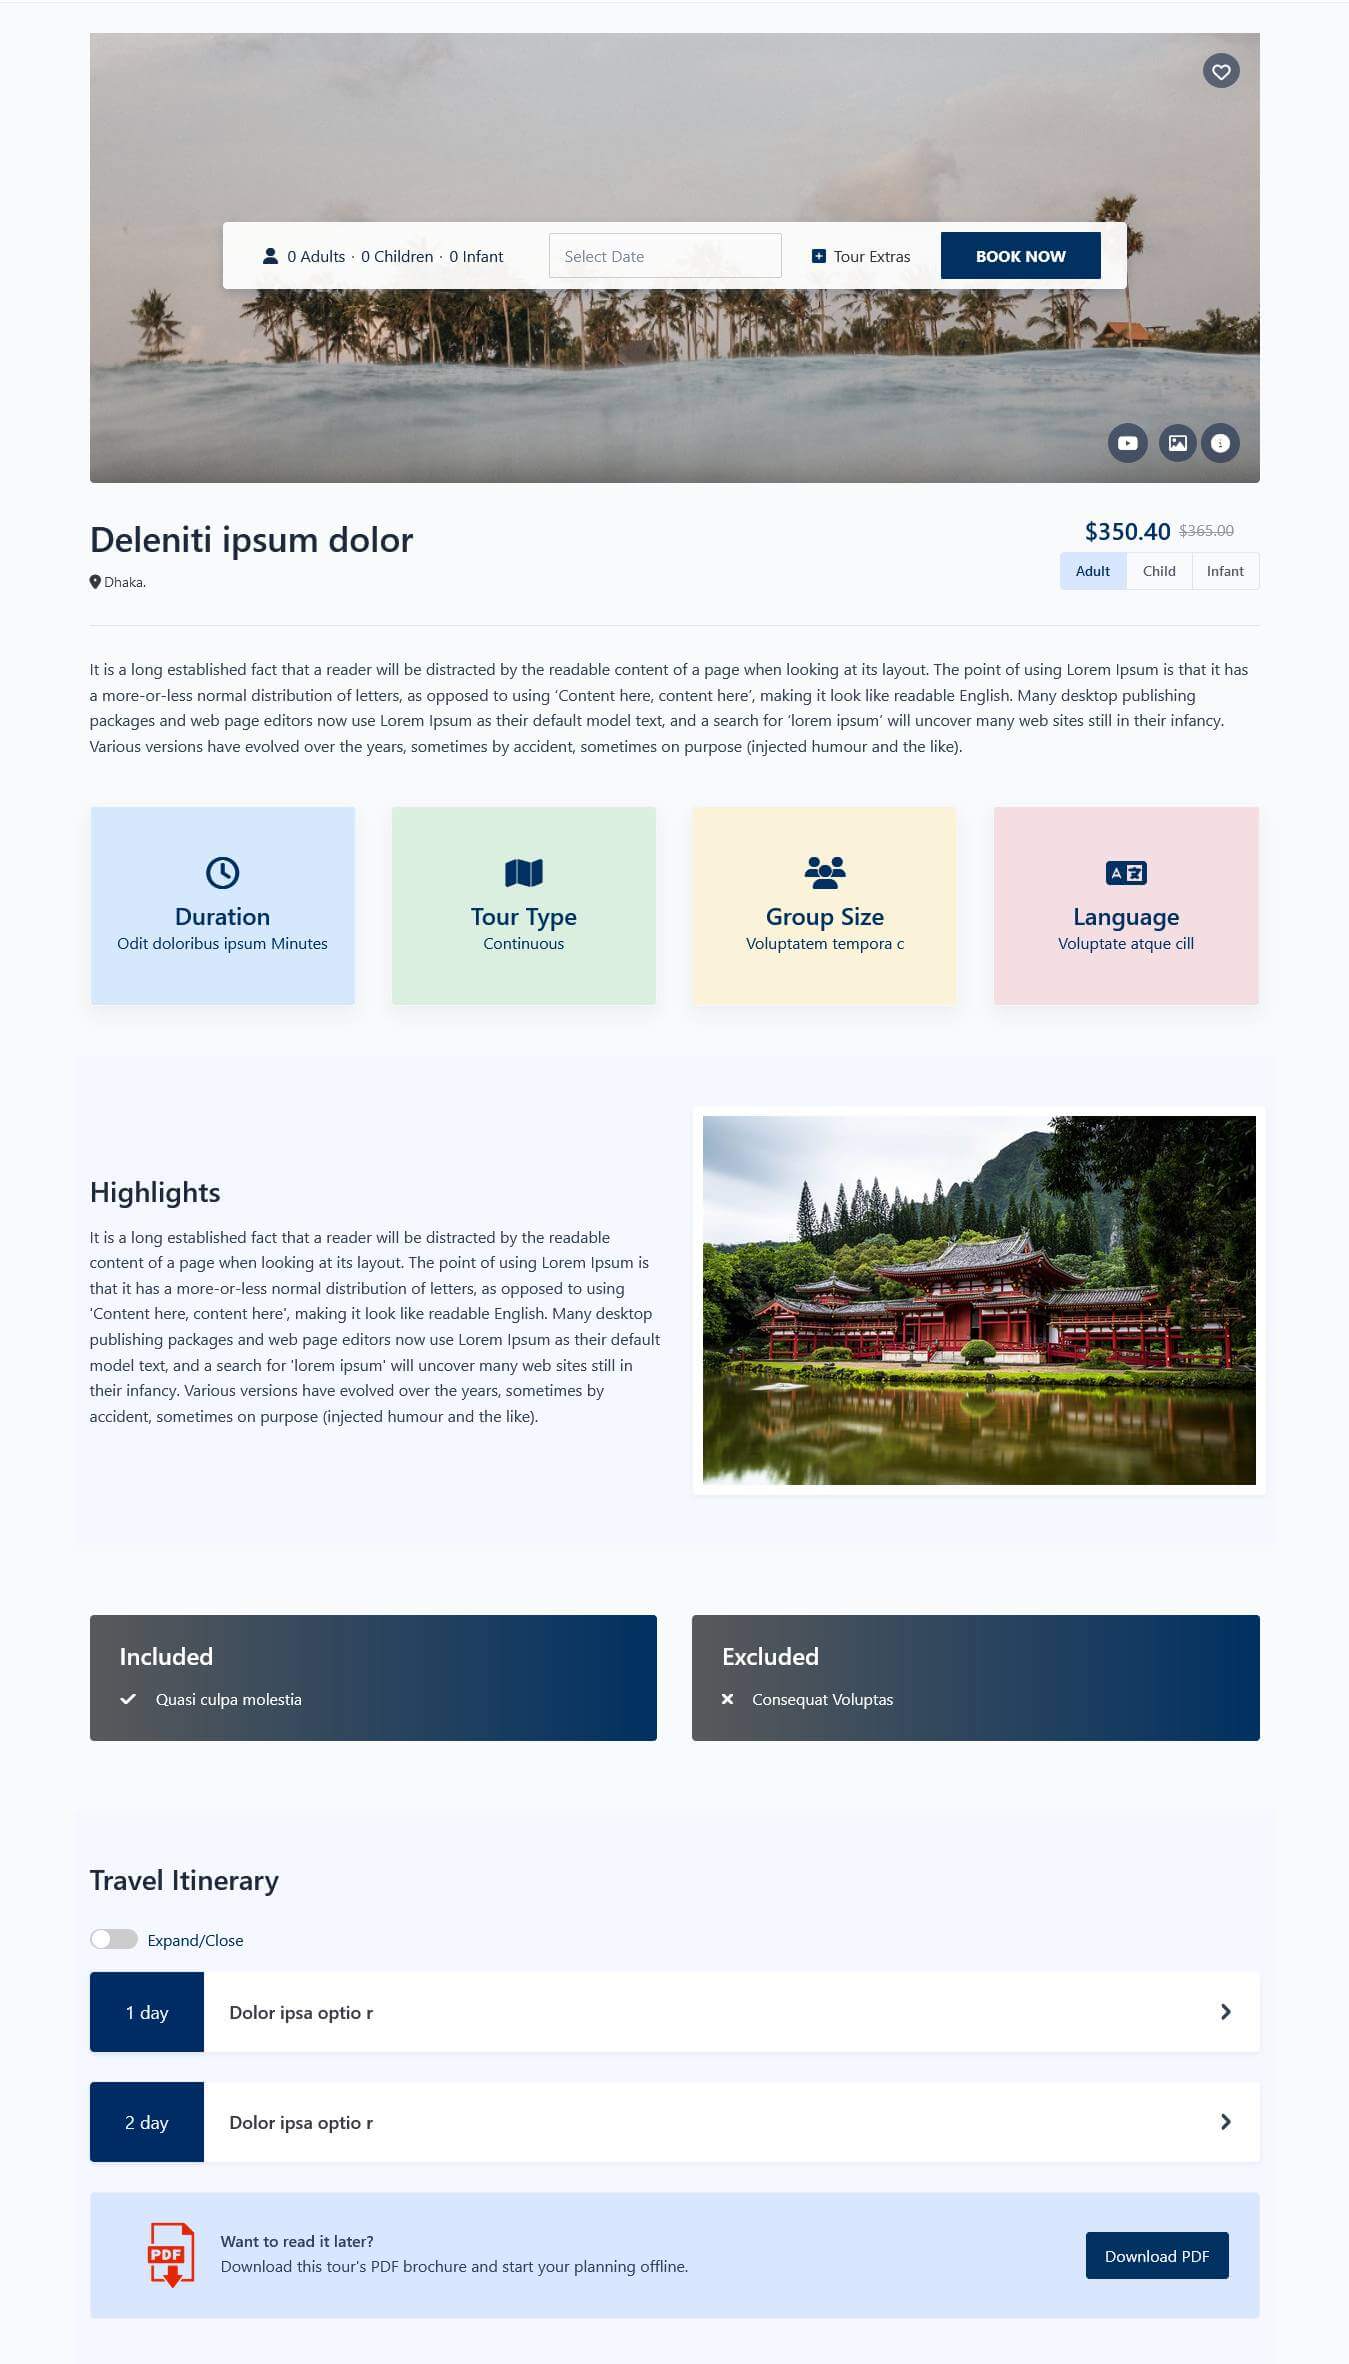 0 Adults · 0 Children · 0 Infant
Select Date
Tour Extras
BOOK NOW
Deleniti ipsum dolor
$350.40 $365.00
Dhaka.
Adult Child Infant
It is a long established fact that a reader will be distracted by the readable content of a page when looking at its layout. The point of using Lorem Ipsum is that it has
a more-or-less normal distribution of letters, as opposed to using ‘Content here, content here’, making it look like readable English. Many desktop publishing
packages and web page editors now use Lorem Ipsum as their default model text, and a search for ‘lorem ipsum’ will uncover many web sites still in their infancy.
Various versions have evolved over the years, sometimes by accident, sometimes on purpose (injected humour and the like).
Duration
Odit doloribus ipsum Minutes
Tour Type
Continuous
Group Size
Voluptatem tempora c
A
Language
Voluptate atque cill
Highlights
It is a long established fact that a reader will be distracted by the readable
content of a page when looking at its layout. The point of using Lorem Ipsum is
that it has a more-or-less normal distribution of letters, as opposed to using
'Content here, content here', making it look like readable English. Many desktop
publishing packages and web page editors now use Lorem Ipsum as their default
model text, and a search for 'lorem ipsum' will uncover many web sites still in
their infancy. Various versions have evolved over the years, sometimes by
accident, sometimes on purpose (injected humour and the like).
Included
Quasi culpa molestia
Excluded
Consequat Voluptas
Travel Itinerary
Expand/Close
1 day
Dolor ipsa optio r
2 day
Dolor ipsa optio r
PDF
Want to read it later?
Download this tour's PDF brochure and start your planning offline.
Download PDF